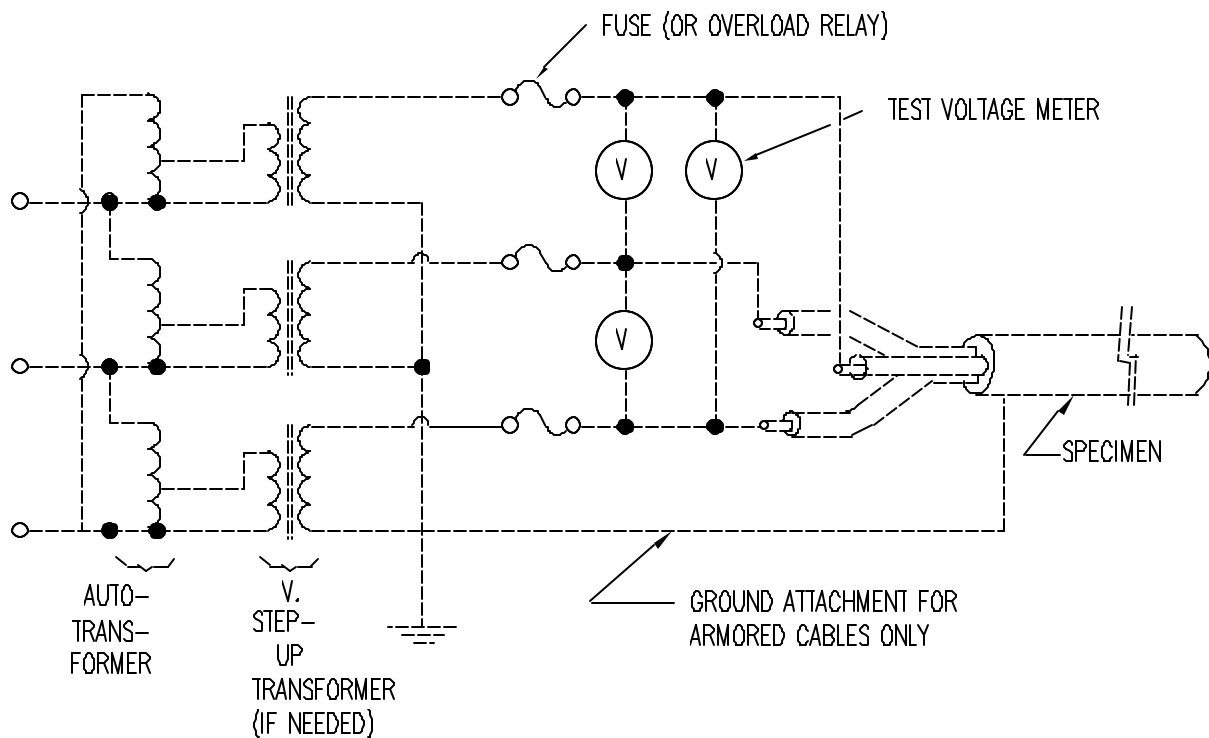 FUSE (OR OVERLOAD RELAY)
TEST VOLTAGE METER
V
V
V
SPECIMEN
AUTO-
TRANS-
FORMER
V.
STEP-
UP
TRANSFORMER
(IF NEEDED)
GROUND ATTACHMENT FOR
ARMORED CABLES ONLY